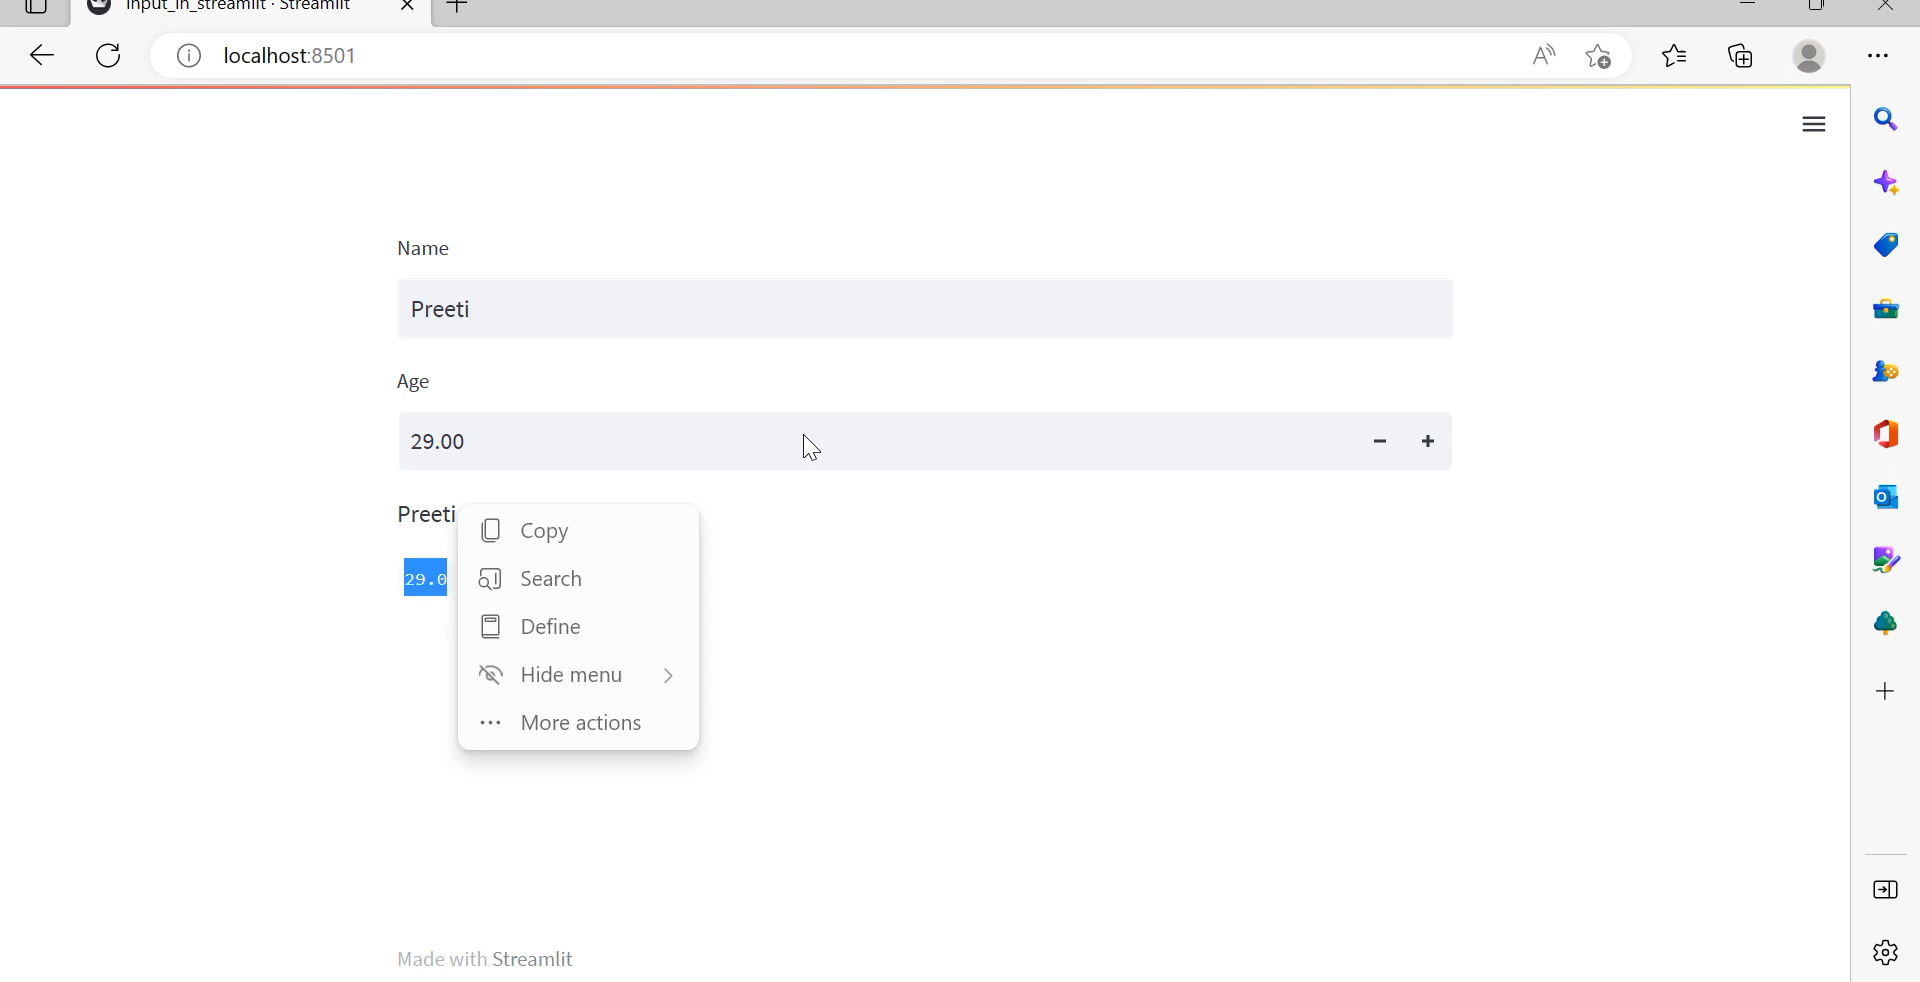 input_in_streamlit · Streamlit
localhost:8501
Name
Preeti
Age
29.00
Preeti
29.0
Copy
Search
Define
Hide menu
More actions
Made with Streamlit